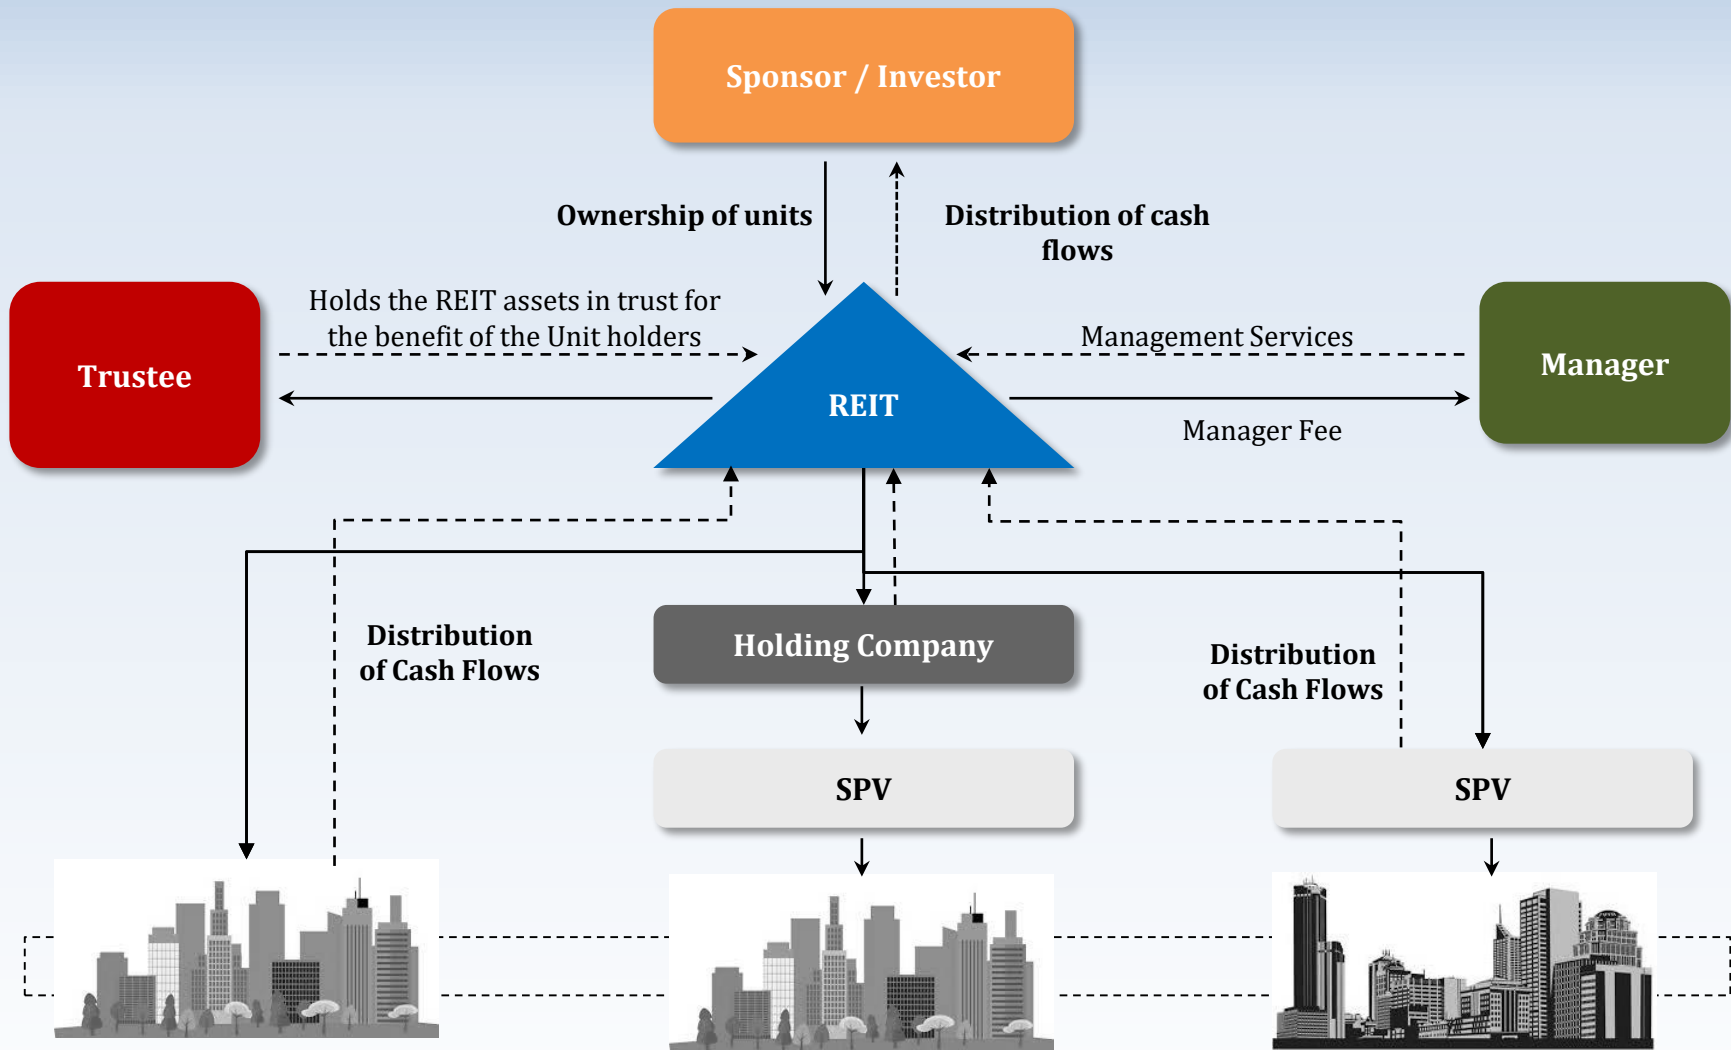 Sponsor / Investor
Ownership of units
Distribution of cash
flows
Holds the REIT assets in trust for
the benefit of the Unit holders
Management Services
Trustee
REIT
Manager
Manager Fee
Distribution
of Cash Flows
Holding Company
Distribution
of Cash Flows
SPV
SPV